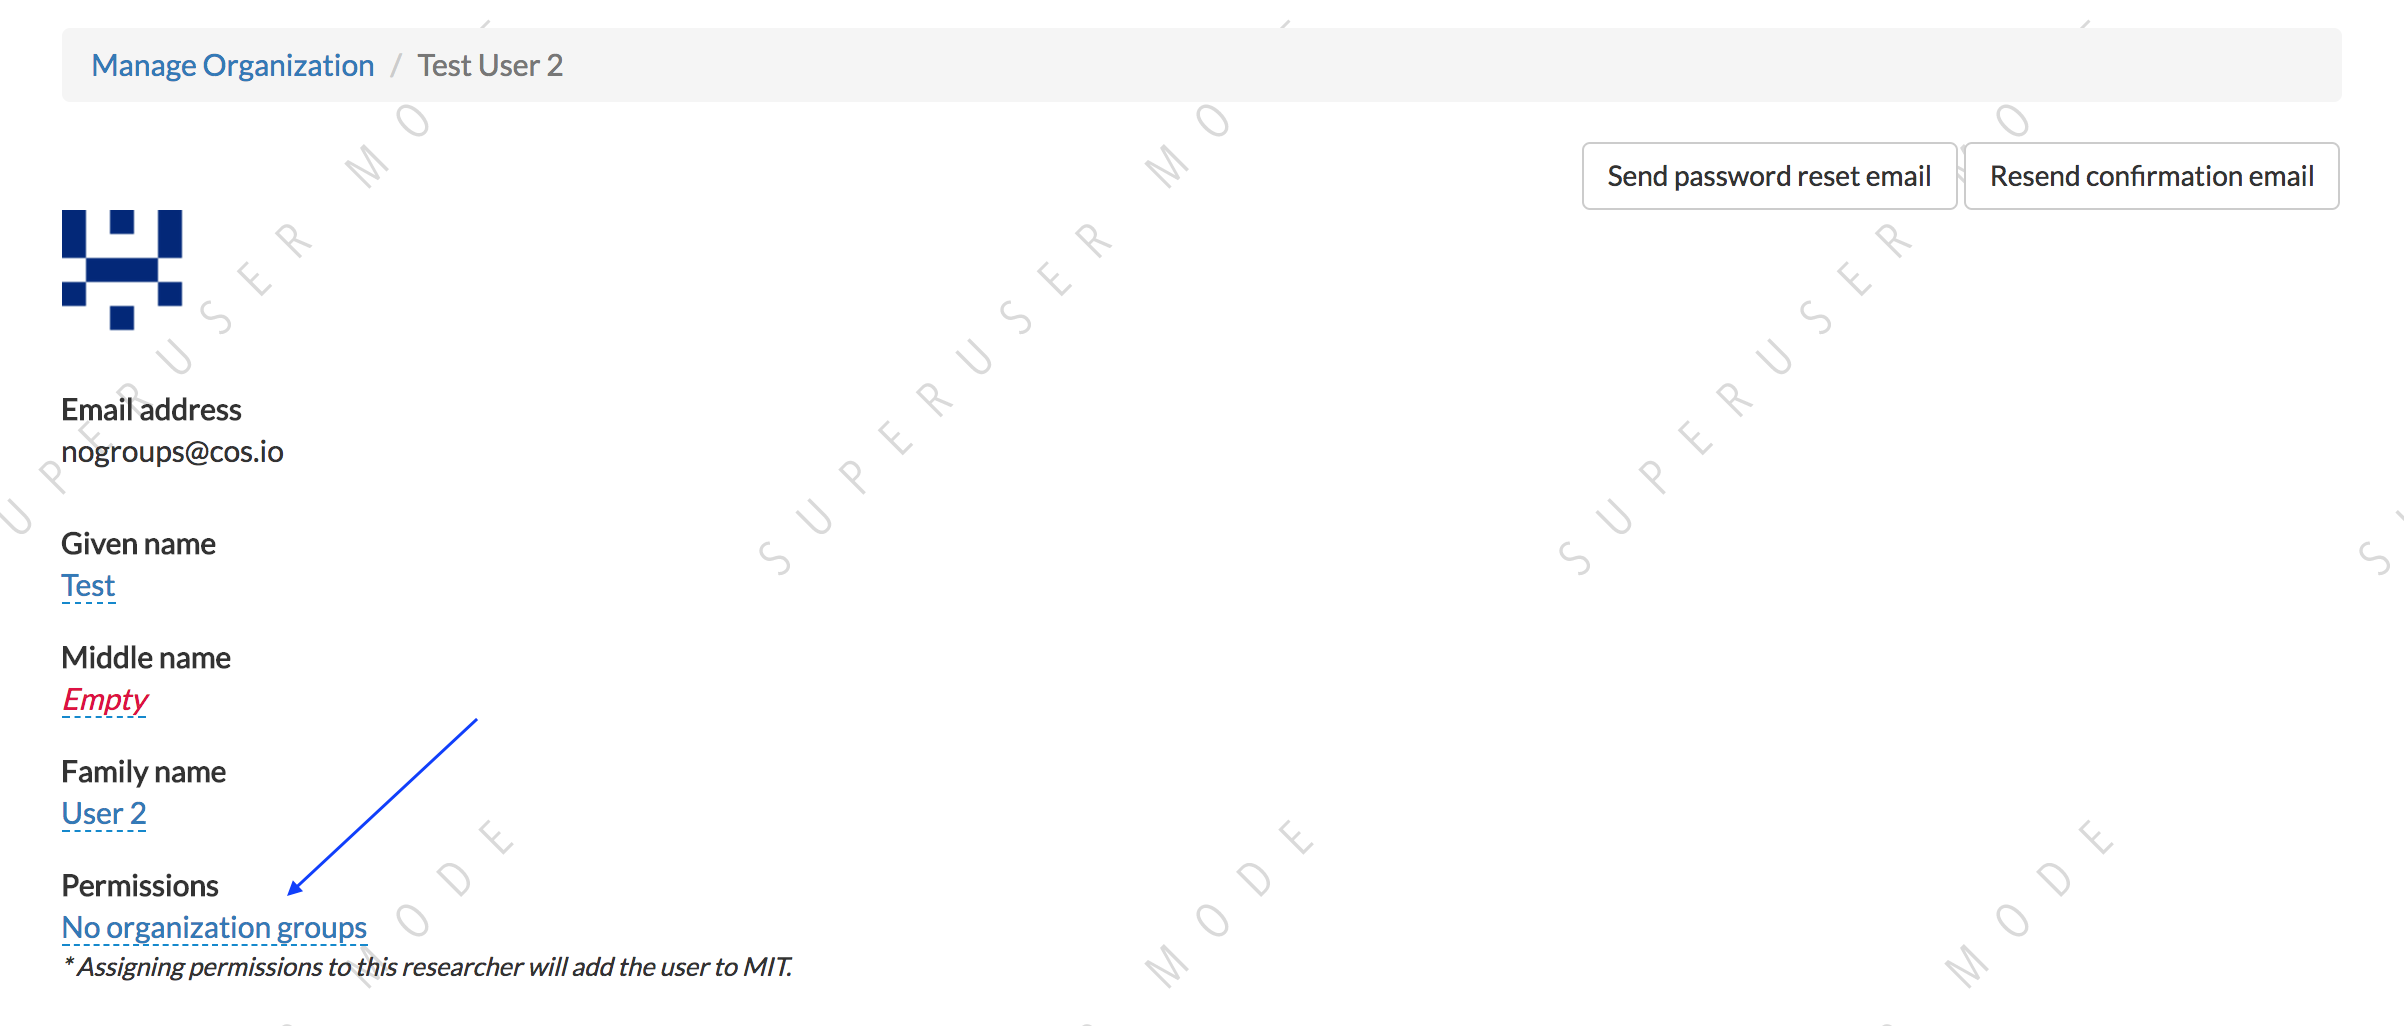 Manage Organization / Test User 2
Send password reset email
Resend confirmation email
Email address
nogroups@cos.io
Given name
Test
Middle name
Empty
Family name
User 2
Permissions
No organization groups
* Assigning permissions to this researcher will add the user to MIT.
SUPERUSER MODE
SUPERUSER MODE
SUPERUSER MODE